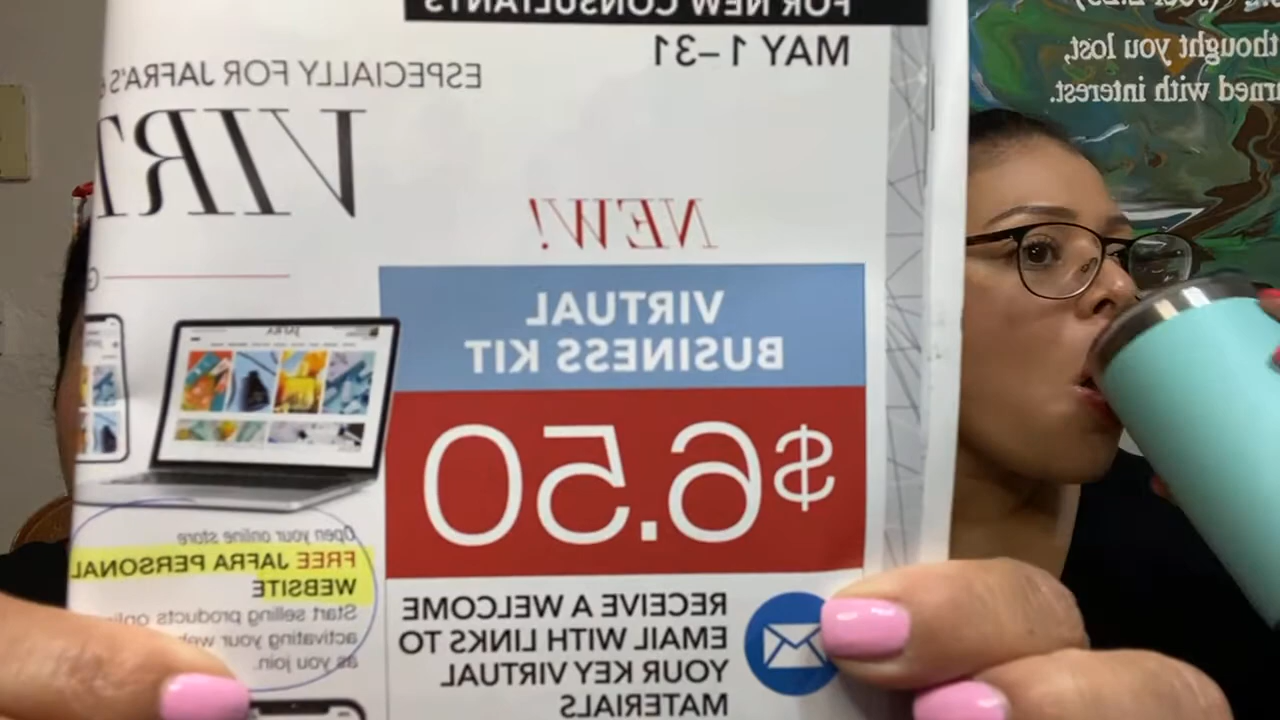 FOR NEW CONSULTANTS
MAY 1–31
NEW!
VIRTUAL
BUSINESS KIT
$6.50
RECEIVE A WELCOME
EMAIL WITH LINKS TO
YOUR KEY VIRTUAL
MATERIALS
ESPECIALLY FOR JAFRA'S
VIRT
JAFRA
Open your online store
FREE JAFRA PERSONAL
WEBSITE
Start selling products
activating your
as you join.
thought you lost,
with interest.